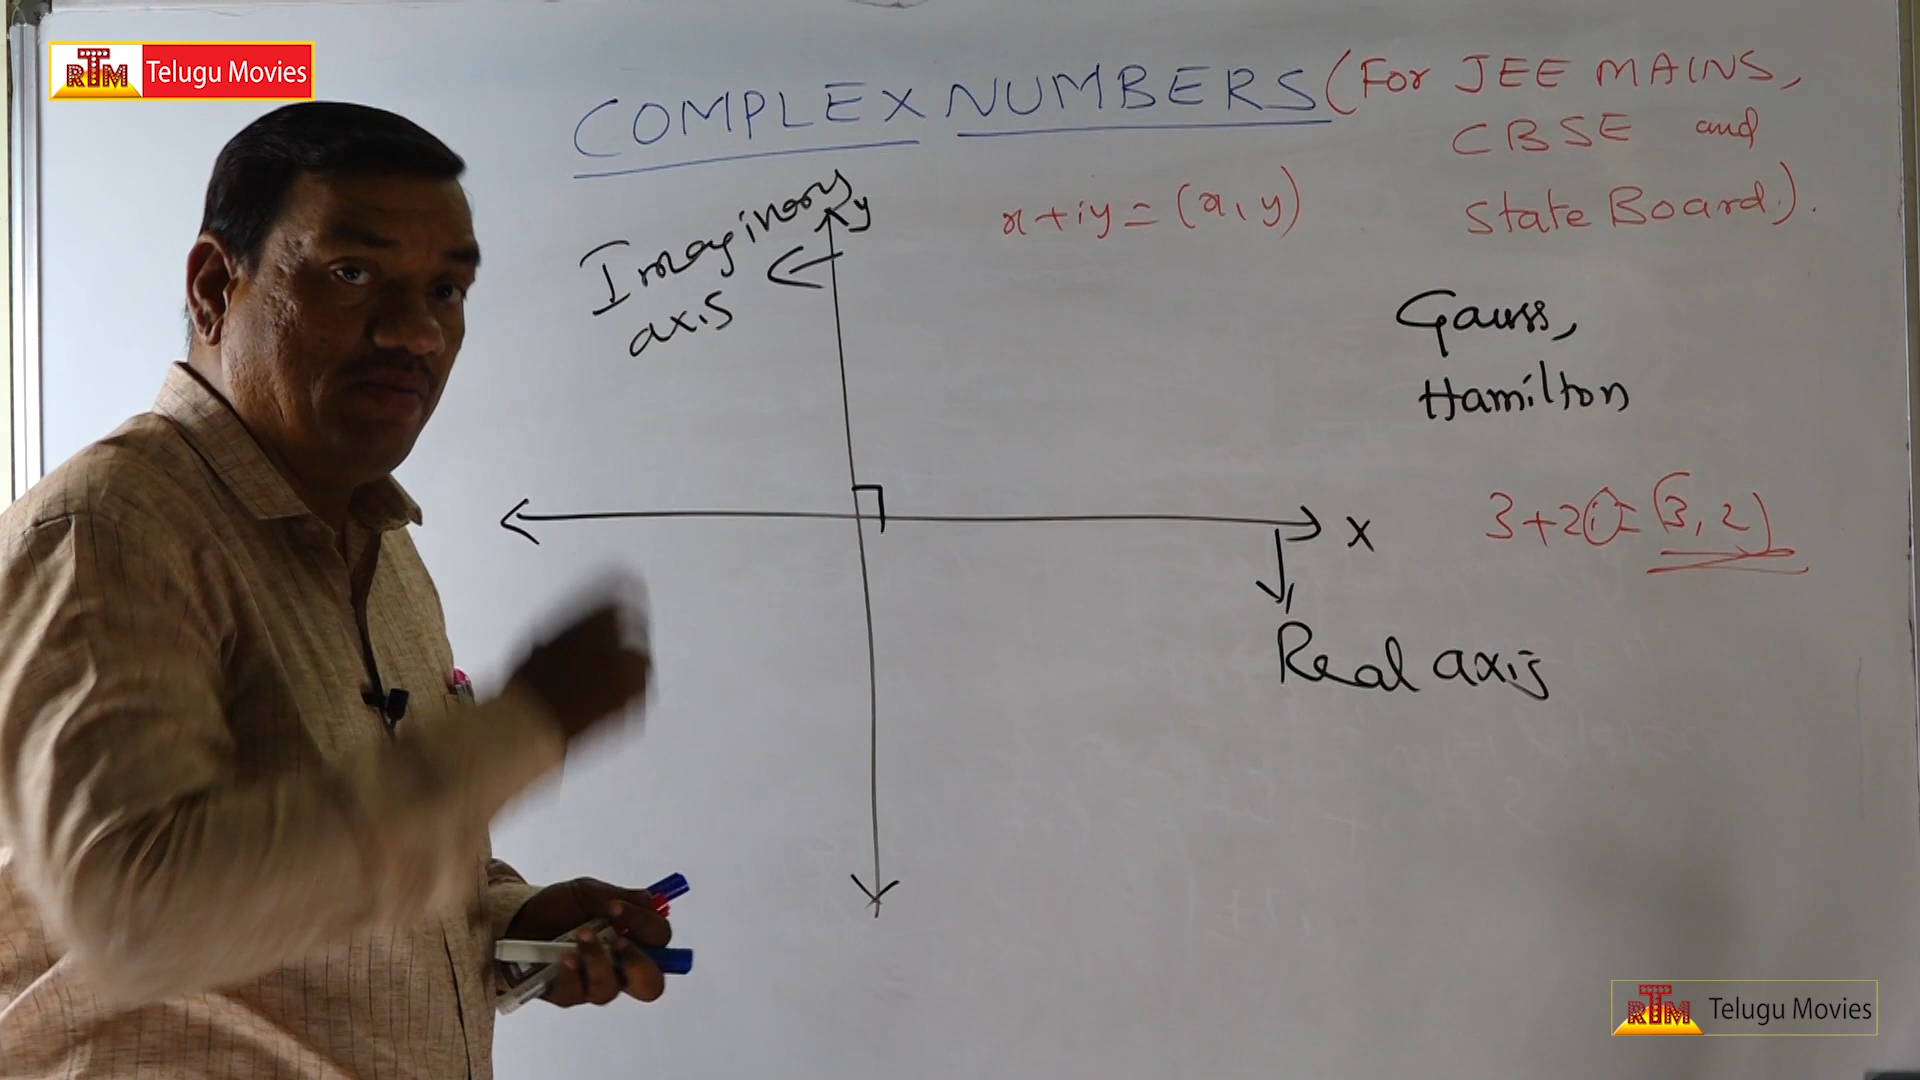 RTM Telugu Movies
COMPLEX NUMBERS (For JEE MAINS,
CBSE and
State Board).
Imaginary
axis
y
x+iy = (x, y)
Gauss,
Hamilton
3+2i = (3, 2)
X
Real axis
RTM Telugu Movies